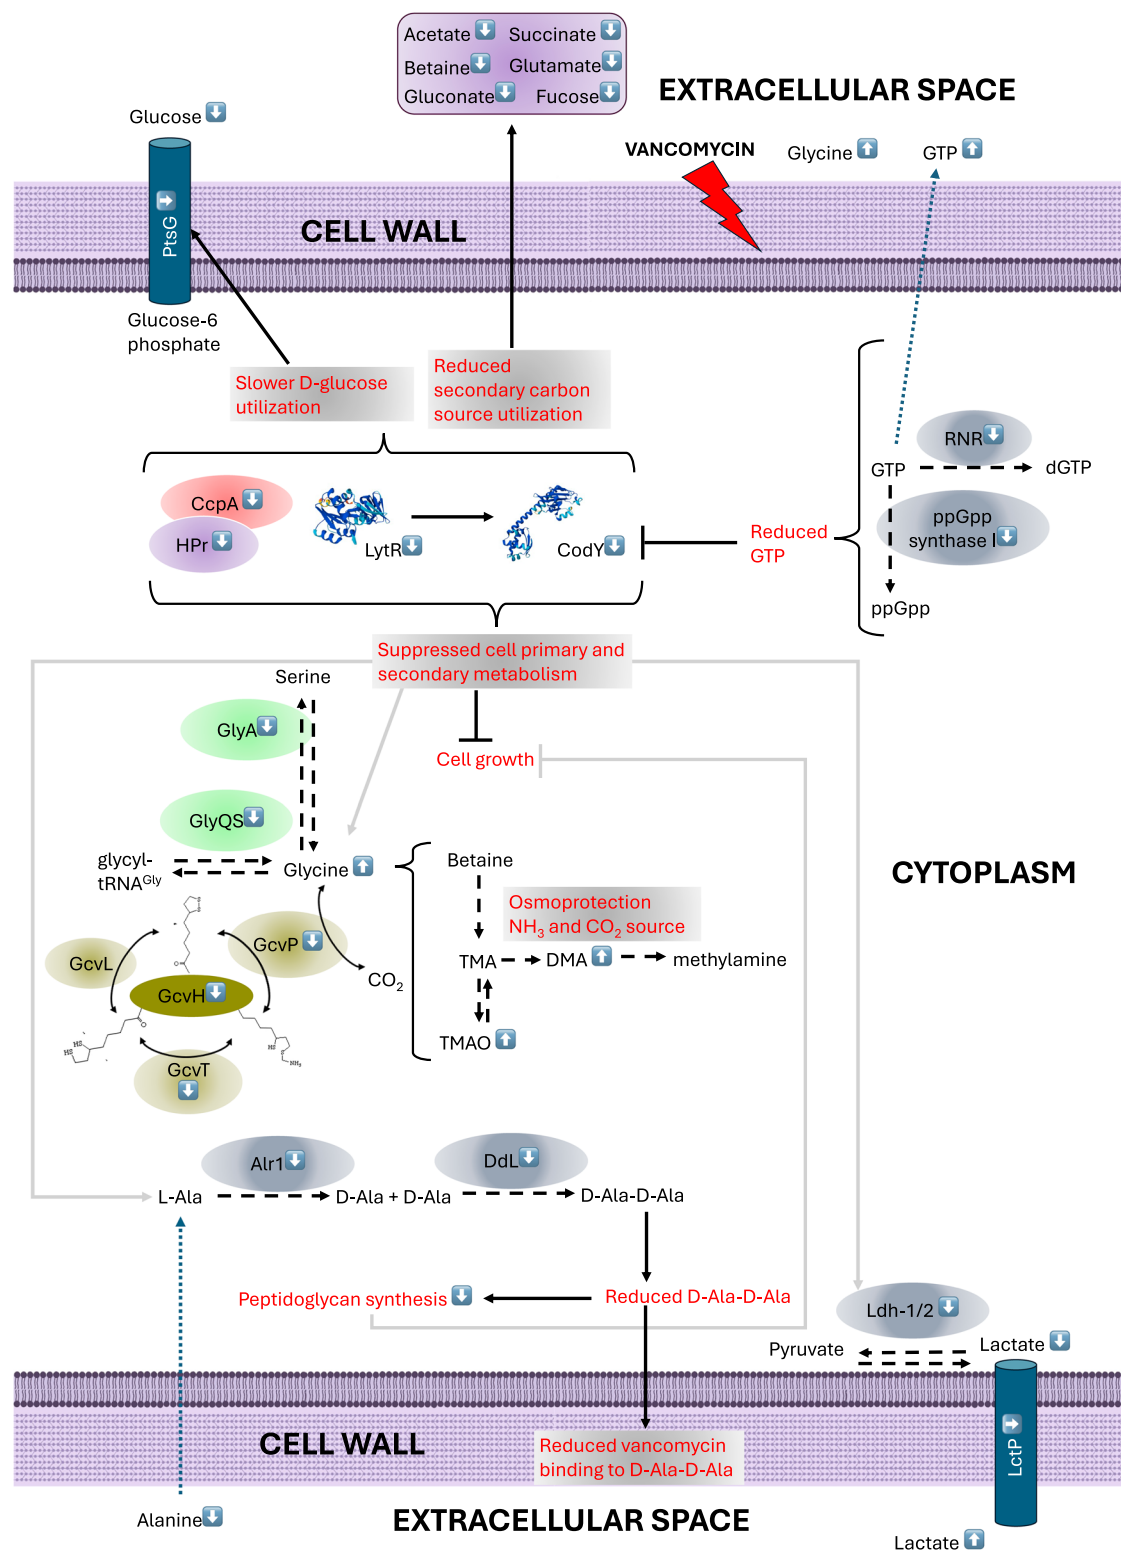 Acetate
Succinate
Betaine
Glutamate
Gluconate
Fucose
EXTRACELLULAR SPACE
Glucose
VANCOMYCIN
Glycine
GTP
PtsG
CELL WALL
Glucose-6
phosphate
Slower D-glucose
utilization
Reduced
secondary carbon
source utilization
RNR
GTP
dGTP
CcpA
HPr
LytR
CodY
Reduced
GTP
ppGpp
synthase I
ppGpp
Suppressed cell primary and
secondary metabolism
Serine
GlyA
Cell growth
GlyQS
glycyl-
tRNAGly
Glycine
Betaine
CYTOPLASM
Osmoprotection
NH3 and CO2 source
GcvL
GcvP
TMA
DMA
methylamine
CO2
GcvH
TMAO
GcvT
S
S
O
O
HS
HS
HS
S
NH2
Alr1
DdL
L-Ala
D-Ala + D-Ala
D-Ala-D-Ala
Peptidoglycan synthesis
Reduced D-Ala-D-Ala
Ldh-1/2
Pyruvate
Lactate
LctP
CELL WALL
Reduced vancomycin
binding to D-Ala-D-Ala
Alanine
EXTRACELLULAR SPACE
Lactate